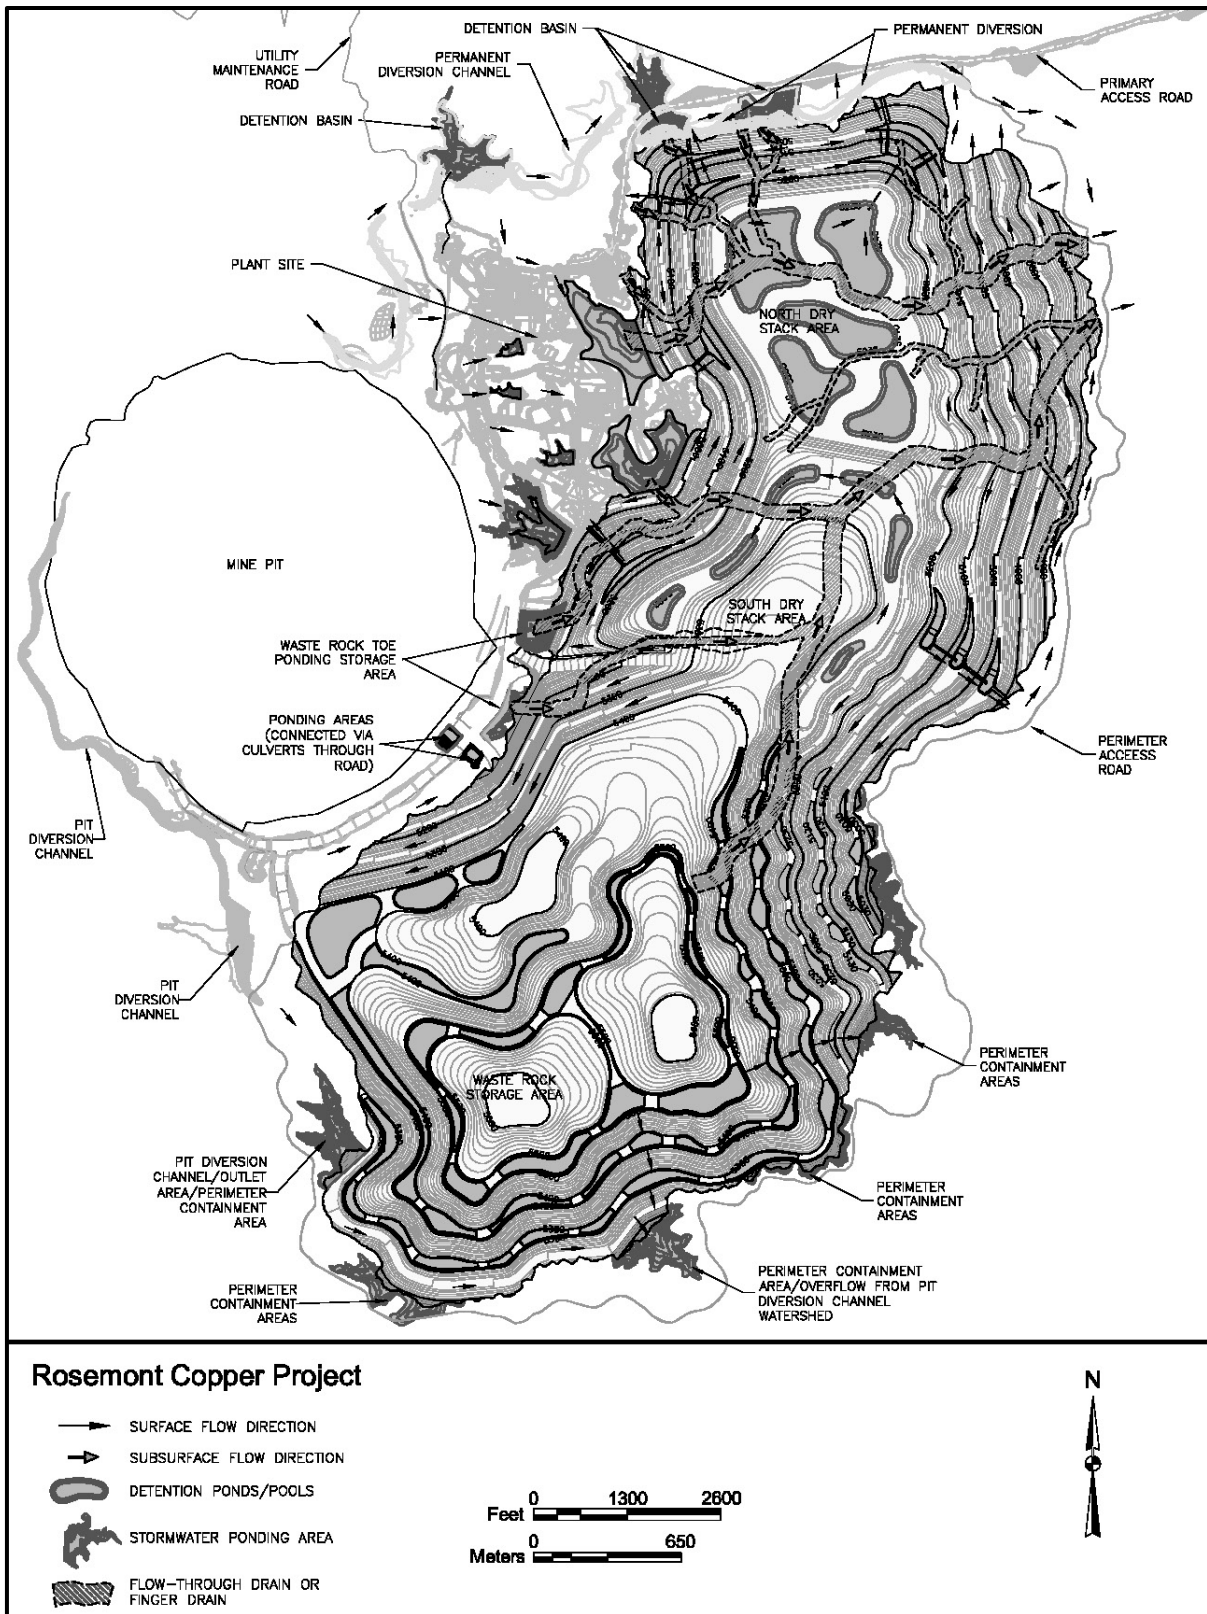 DETENTION BASIN
PERMANENT DIVERSION
UTILITY
MAINTENANCE
ROAD
PERMANENT
DIVERSION CHANNEL
PRIMARY
ACCESS ROAD
DETENTION BASIN
PLANT SITE
NORTH DRY
STACK AREA
MINE PIT
SOUTH DRY
STACK AREA
WASTE ROCK TOE
PONDING STORAGE
AREA
PONDING AREAS
(CONNECTED VIA
CULVERTS THROUGH
ROAD)
PERIMETER
ACCEESS
ROAD
PIT
DIVERSION
CHANNEL
PIT
DIVERSION
CHANNEL
PERIMETER
CONTAINMENT
AREAS
WASTE ROCK
STORAGE AREA
PIT DIVERSION
CHANNEL/OUTLET
AREA/PERIMETER
CONTAINMENT
AREA
PERIMETER
CONTAINMENT
AREAS
PERIMETER CONTAINMENT
AREA/OVERFLOW FROM PIT
DIVERSION CHANNEL
WATERSHED
PERIMETER
CONTAINMENT
AREAS
Rosemont Copper Project
SURFACE FLOW DIRECTION
SUBSURFACE FLOW DIRECTION
DETENTION PONDS/POOLS
STORMWATER PONDING AREA
FLOW-THROUGH DRAIN OR
FINGER DRAIN
Feet 0 1300 2600
Meters 0 650
N